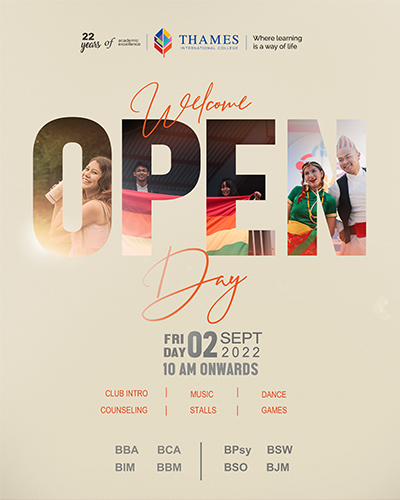 22 years of academic excellence
THAMES INTERNATIONAL COLLEGE
Where learning is a way of life
Welcome
OPEN
Day
FRIDAY 02 SEPT 2022
10 AM ONWARDS
CLUB INTRO | MUSIC | DANCE
COUNSELING | STALLS | GAMES
BBA BCA | BPsy BSW
BIM BBM | BSO BJM